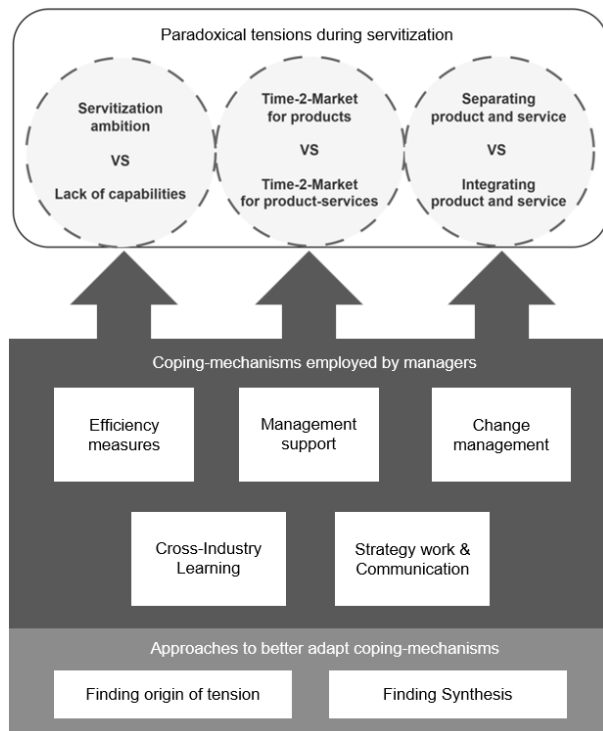 Paradoxical tensions during servitization
Servitization
ambition
VS
Lack of capabilities
Time-2-Market
for products
VS
Time-2-Market
for product-services
Separating
product and service
VS
Integrating
product and service
Coping-mechanisms employed by managers
Efficiency
measures
Management
support
Change
management
Cross-Industry
Learning
Strategy work &
Communication
Approaches to better adapt coping-mechanisms
Finding origin of tension
Finding Synthesis